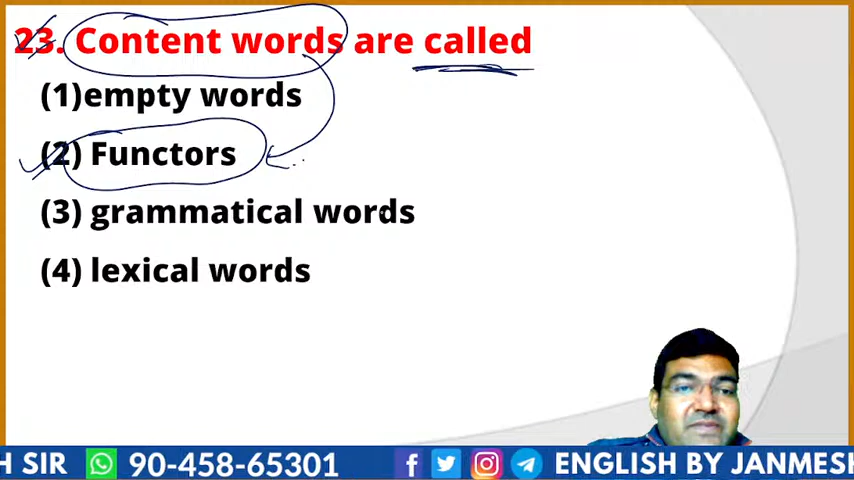 23. Content words are called
(1)empty words
(2) Functors
(3) grammatical words
(4) lexical words
H SIR 90-458-65301 ENGLISH BY JANMESH